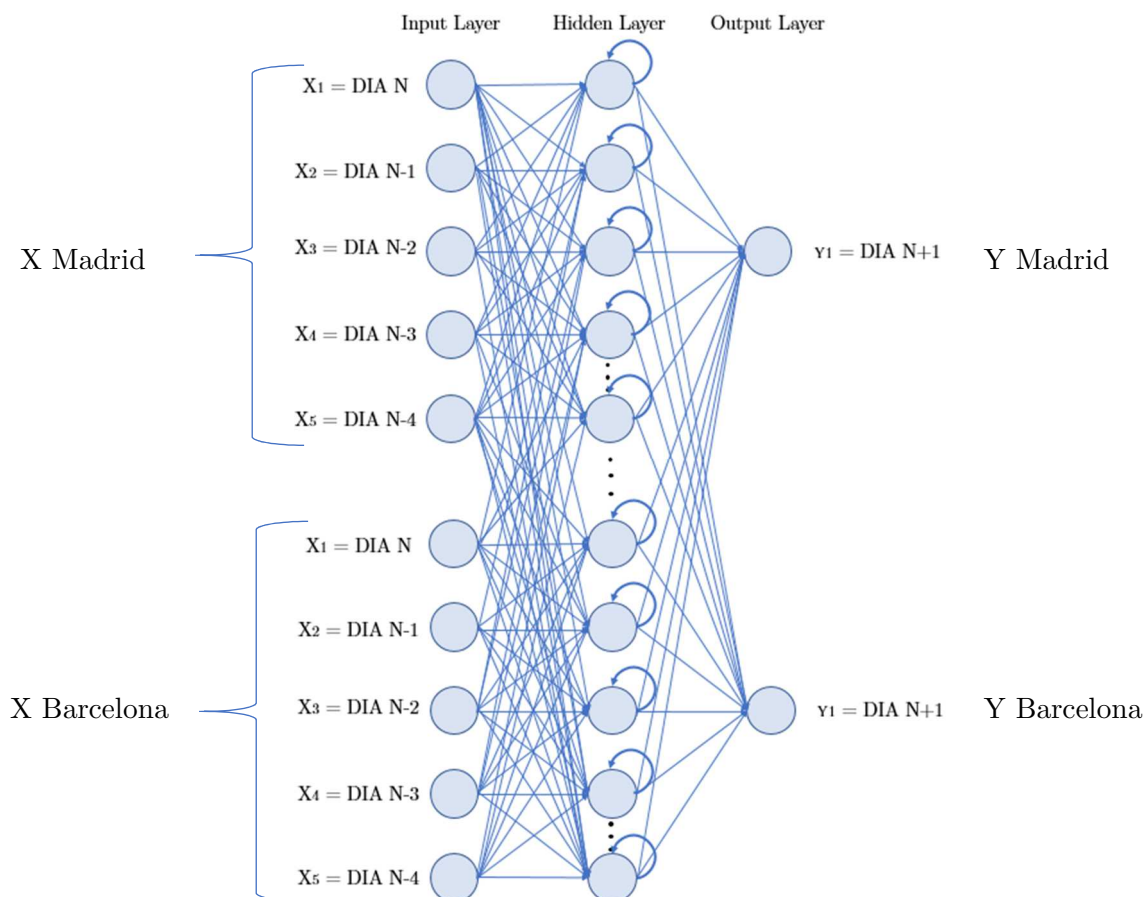 Input Layer Hidden Layer Output Layer
X1 = DIA N
X2 = DIA N-1
X3 = DIA N-2
X4 = DIA N-3
X5 = DIA N-4
X Madrid
Y1 = DIA N+1
Y Madrid
X1 = DIA N
X2 = DIA N-1
X3 = DIA N-2
X4 = DIA N-3
X5 = DIA N-4
X Barcelona
Y1 = DIA N+1
Y Barcelona